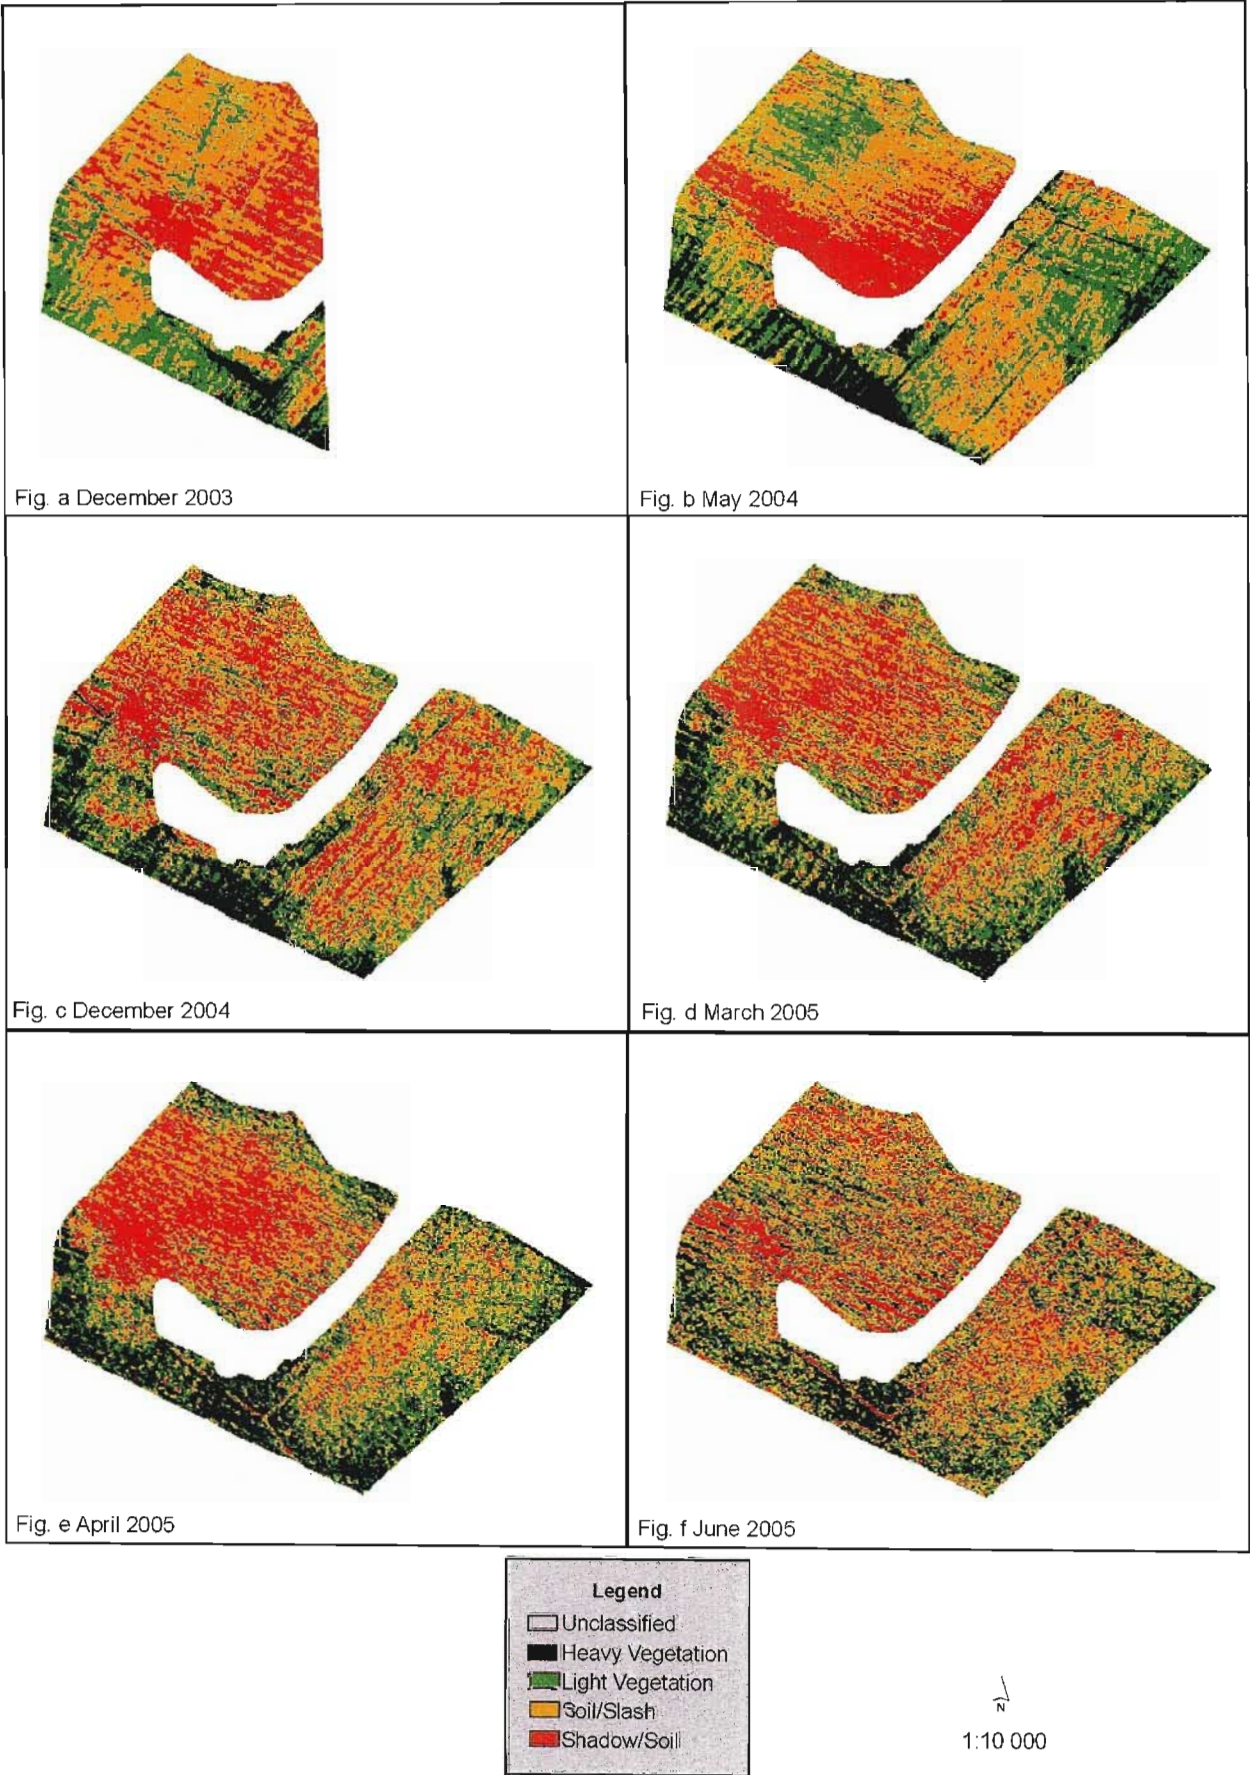 Fig. a December 2003
Fig. b May 2004
Fig. c December 2004
Fig. d March 2005
Fig. e April 2005
Fig. f June 2005
Legend
Unclassified
Heavy Vegetation
Light Vegetation
Soil/Slash
Shadow/Soil
N
1:10 000